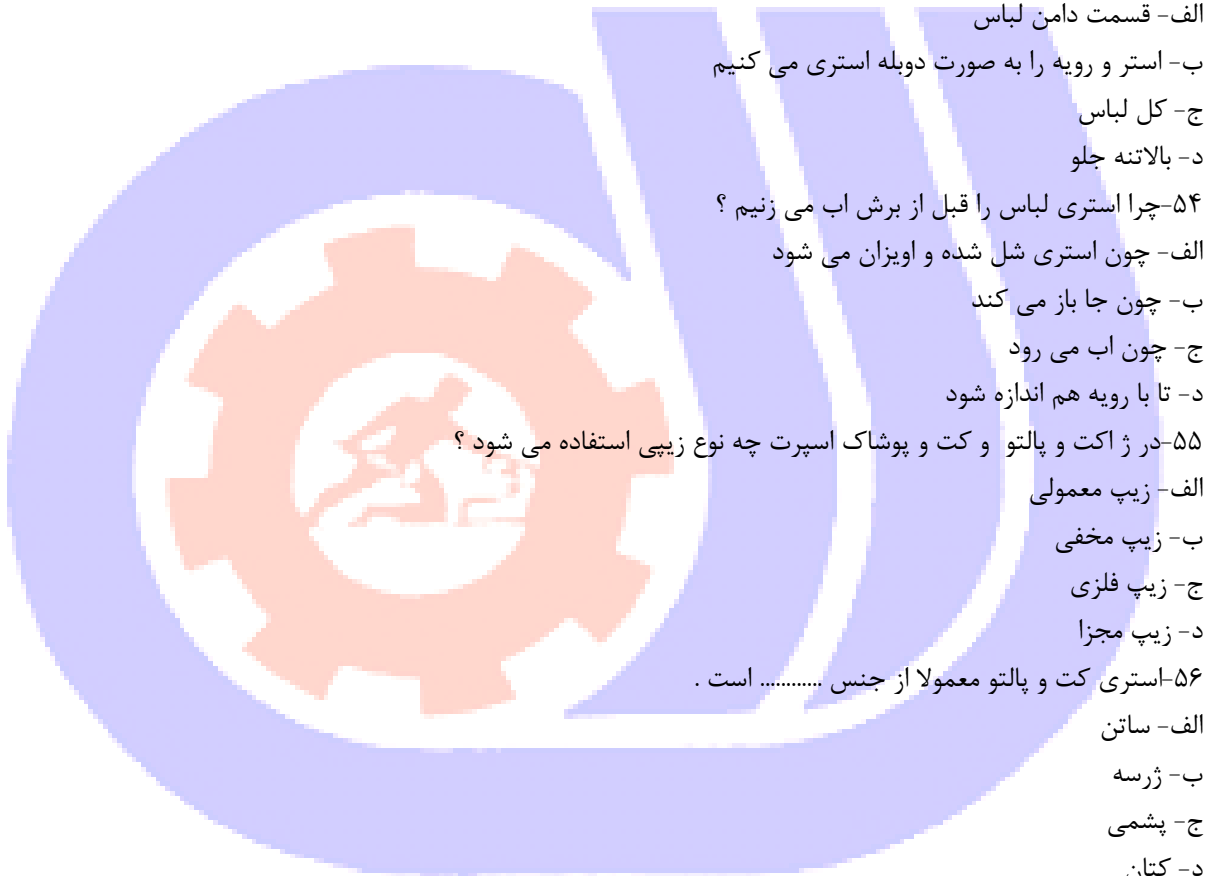 الف- قسمت دامن لباس
ب- استر و رویه را به صورت دوبله استری می کنیم
ج- کل لباس
د- بالاتنه جلو
۵۴-چرا استری لباس را قبل از برش اب می زنیم ؟
الف- چون استری شل شده و اویزان می شود
ب- چون جا باز می کند
ج- چون اب می رود
د- تا با رویه هم اندازه شود
۵۵-در ژ اکت و پالتو و کت و پوشاک اسپرت چه نوع زیپی استفاده می شود ؟
الف- زیپ معمولی
ب- زیپ مخفی
ج- زیپ فلزی
د- زیپ مجزا
۵۶-استری کت و پالتو معمولا از جنس ............ است .
الف- ساتن
ب- ژرسه
ج- پشمی
د- کتان